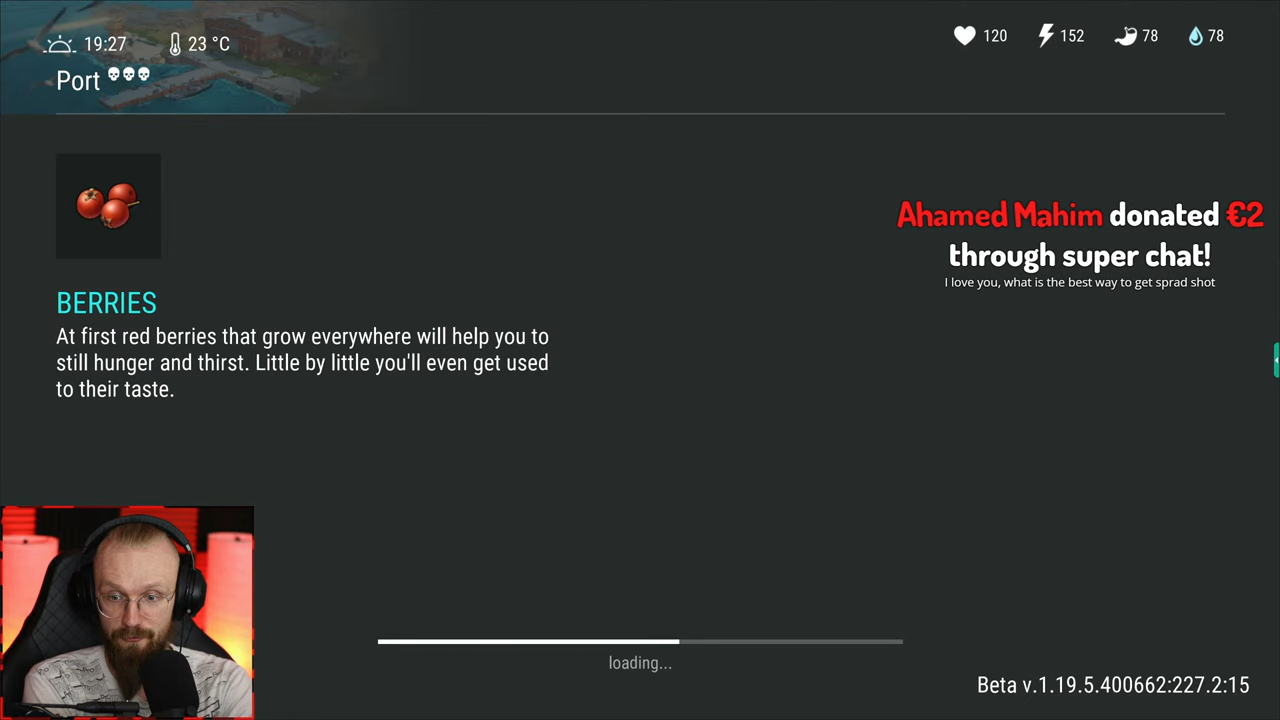 19:27
23 °C
120
152
78
78
Port
Ahamed Mahim donated €2
through super chat!
I love you, what is the best way to get sprad shot
BERRIES
At first red berries that grow everywhere will help you to
still hunger and thirst. Little by little you'll even get used
to their taste.
loading...
Beta v.1.19.5.400662:227.2:15